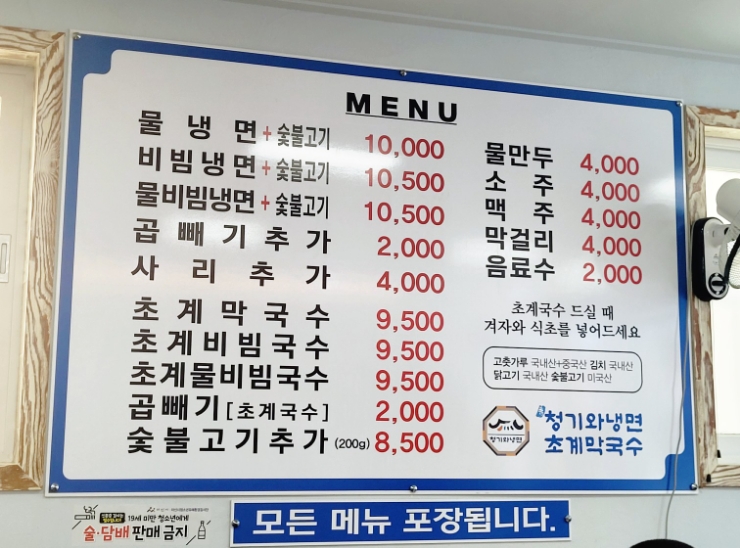 MENU
물냉면+숯불고기 10,000
비빔냉면+숯불고기 10,500
물비빔냉면+숯불고기 10,500
곱빼기추가 2,000
사리추가 4,000
초계막국수 9,500
초계비빔국수 9,500
초계물비빔국수 9,500
곱빼기[초계국수] 2,000
숯불고기추가(200g) 8,500
물만두 4,000
소주 4,000
맥주 4,000
막걸리 4,000
음료수 2,000
초계국수 드실 때
겨자와 식초를 넣어드세요
고춧가루 국내산+중국산 김치 국내산
닭고기 국내산 숯불고기 미국산
청기와냉면
청기와냉면
초계막국수
19세 미만 청소년에게
술·담배 판매 금지
모든 메뉴 포장됩니다.